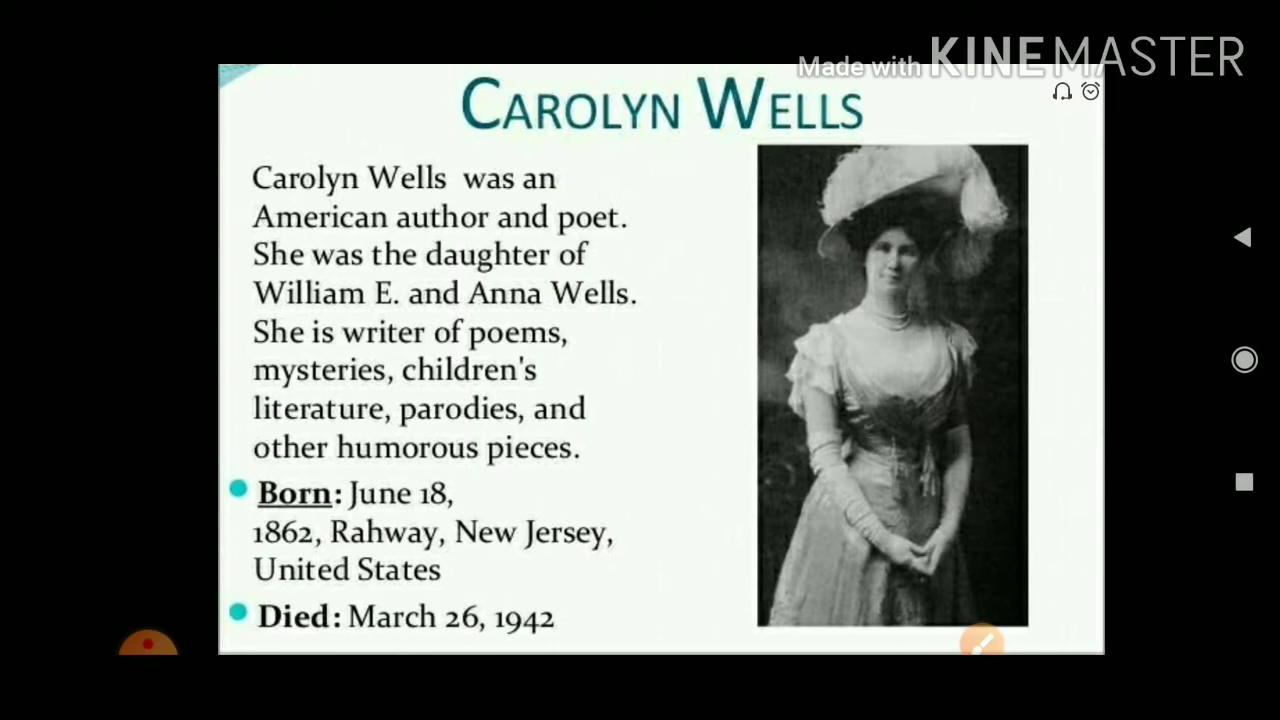 Made with KINEMASTER
CAROLYN WELLS
Carolyn Wells was an
American author and poet.
She was the daughter of
William E. and Anna Wells.
She is writer of poems,
mysteries, children's
literature, parodies, and
other humorous pieces.
Born: June 18,
1862, Rahway, New Jersey,
United States
Died: March 26, 1942